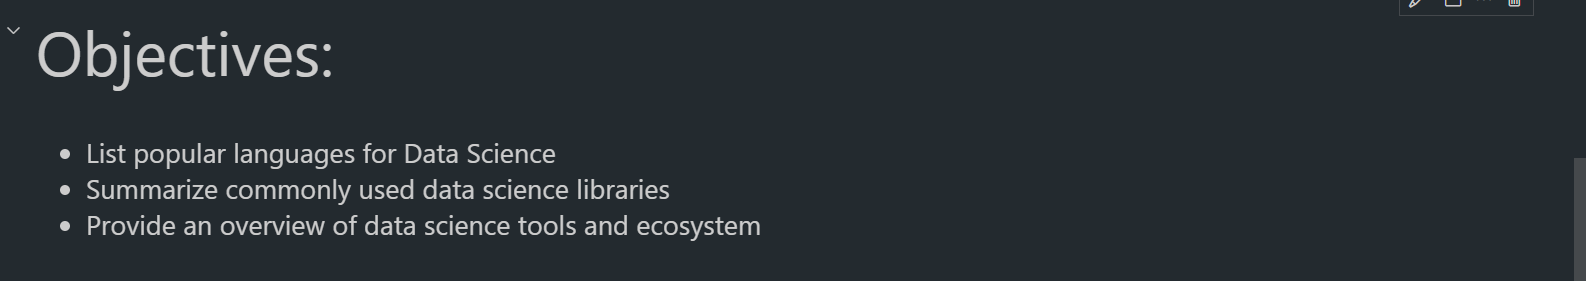 Objectives:
List popular languages for Data Science
Summarize commonly used data science libraries
Provide an overview of data science tools and ecosystem